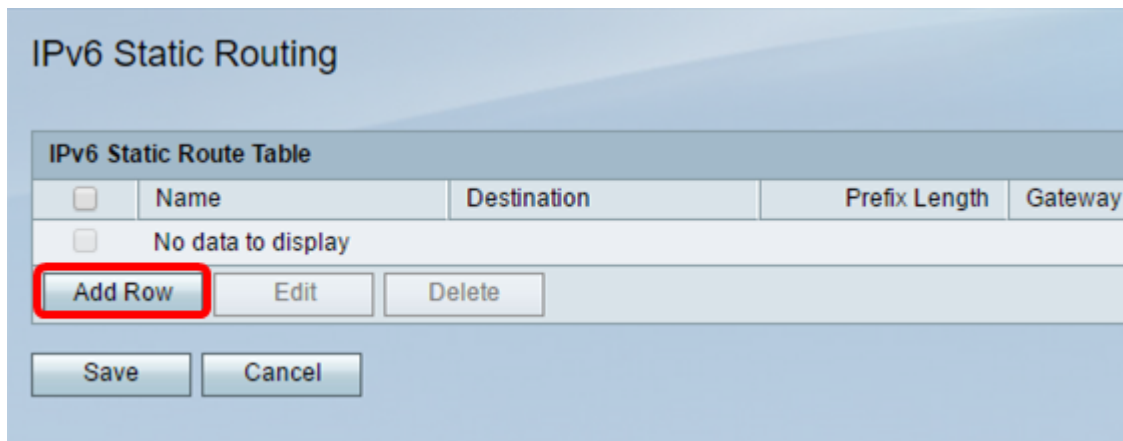 IPv6 Static Routing
IPv6 Static Route Table
Name Destination Prefix Length Gateway
No data to display
Add Row Edit Delete
Save Cancel